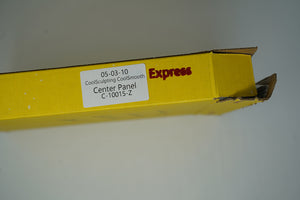 05-03-10
CoolSculpting CoolSmooth
Center Panel
C-10015-Z
Express